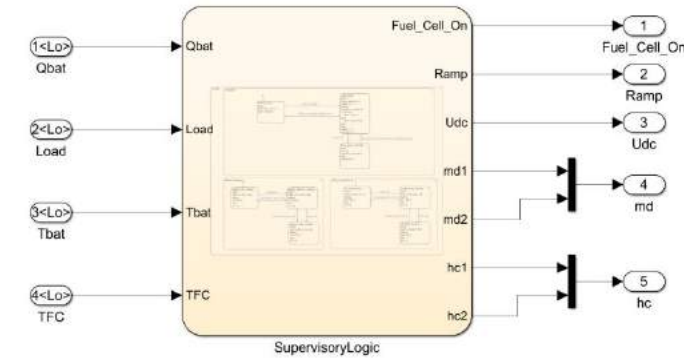 1<Lo>
Qbat
2<Lo>
Load
3<Lo>
Tbat
4<Lo>
TFC
Qbat
Load
Tbat
TFC
Fuel_Cell_On
Ramp
Udc
md1
md2
hc1
hc2
SupervisoryLogic
1
Fuel_Cell_On
2
Ramp
3
Udc
4
md
5
hc